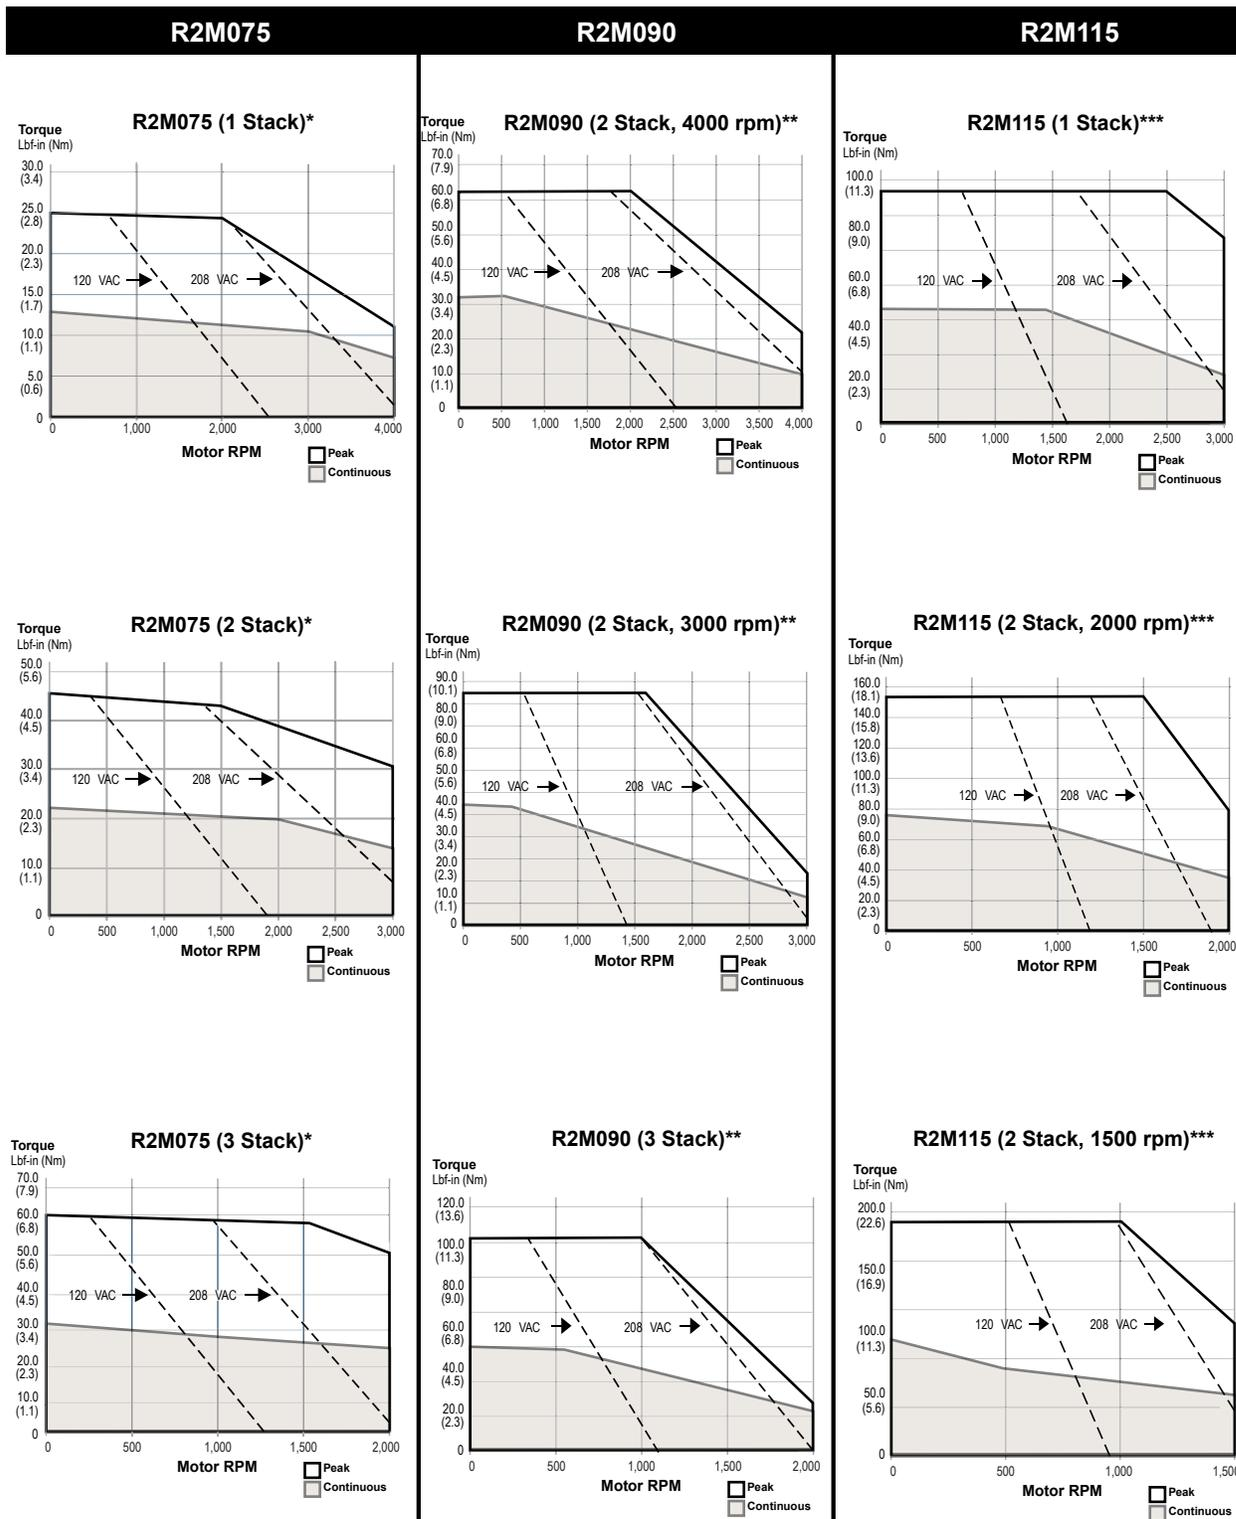 R2M075
R2M090
R2M115
R2M075 (1 Stack)*
Torque
Lbf-in (Nm)
30.0
(3.4)
25.0
(2.8)
20.0
(2.3)
15.0
(1.7)
10.0
(1.1)
5.0
(0.6)
0
120 VAC
208 VAC
0 1,000 2,000 3,000 4,000
Motor RPM
Peak
Continuous
R2M090 (2 Stack, 4000 rpm)**
Torque
Lbf-in (Nm)
70.0
(7.9)
60.0
(6.8)
50.0
(5.6)
40.0
(4.5)
30.0
(3.4)
20.0
(2.3)
10.0
(1.1)
0
120 VAC
208 VAC
0 500 1,000 1,500 2,000 2,500 3,000 3,500 4,000
Motor RPM
Peak
Continuous
R2M115 (1 Stack)***
Torque
Lbf-in (Nm)
100.0
(11.3)
80.0
(9.0)
60.0
(6.8)
40.0
(4.5)
20.0
(2.3)
0
120 VAC
208 VAC
0 500 1,000 1,500 2,000 2,500 3,000
Motor RPM
Peak
Continuous
R2M075 (2 Stack)*
Torque
Lbf-in (Nm)
50.0
(5.6)
40.0
(4.5)
30.0
(3.4)
20.0
(2.3)
10.0
(1.1)
0
120 VAC
208 VAC
0 500 1,000 1,500 2,000 2,500 3,000
Motor RPM
Peak
Continuous
R2M090 (2 Stack, 3000 rpm)**
Torque
Lbf-in (Nm)
90.0
(10.1)
80.0
(9.0)
60.0
(6.8)
50.0
(5.6)
40.0
(4.5)
30.0
(3.4)
20.0
(2.3)
10.0
(1.1)
0
120 VAC
208 VAC
0 500 1,000 1,500 2,000 2,500 3,000
Motor RPM
Peak
Continuous
R2M115 (2 Stack, 2000 rpm)***
Torque
Lbf-in (Nm)
160.0
(18.1)
140.0
(15.8)
120.0
(13.6)
100.0
(11.3)
80.0
(9.0)
60.0
(6.8)
40.0
(4.5)
20.0
(2.3)
0
120 VAC
208 VAC
0 500 1,000 1,500 2,000
Motor RPM
Peak
Continuous
R2M075 (3 Stack)*
Torque
Lbf-in (Nm)
70.0
(7.9)
60.0
(6.8)
50.0
(5.6)
40.0
(4.5)
30.0
(3.4)
20.0
(2.3)
10.0
(1.1)
0
120 VAC
208 VAC
0 500 1,000 1,500 2,000
Motor RPM
Peak
Continuous
R2M090 (3 Stack)**
Torque
Lbf-in (Nm)
120.0
(13.6)
100.0
(11.3)
80.0
(9.0)
60.0
(6.8)
40.0
(4.5)
20.0
(2.3)
0
120 VAC
208 VAC
0 500 1,000 1,500 2,000
Motor RPM
Peak
Continuous
R2M115 (2 Stack, 1500 rpm)***
Torque
Lbf-in (Nm)
200.0
(22.6)
150.0
(16.9)
100.0
(11.3)
50.0
(5.6)
0
120 VAC
208 VAC
0 500 1,000 1,500
Motor RPM
Peak
Continuous